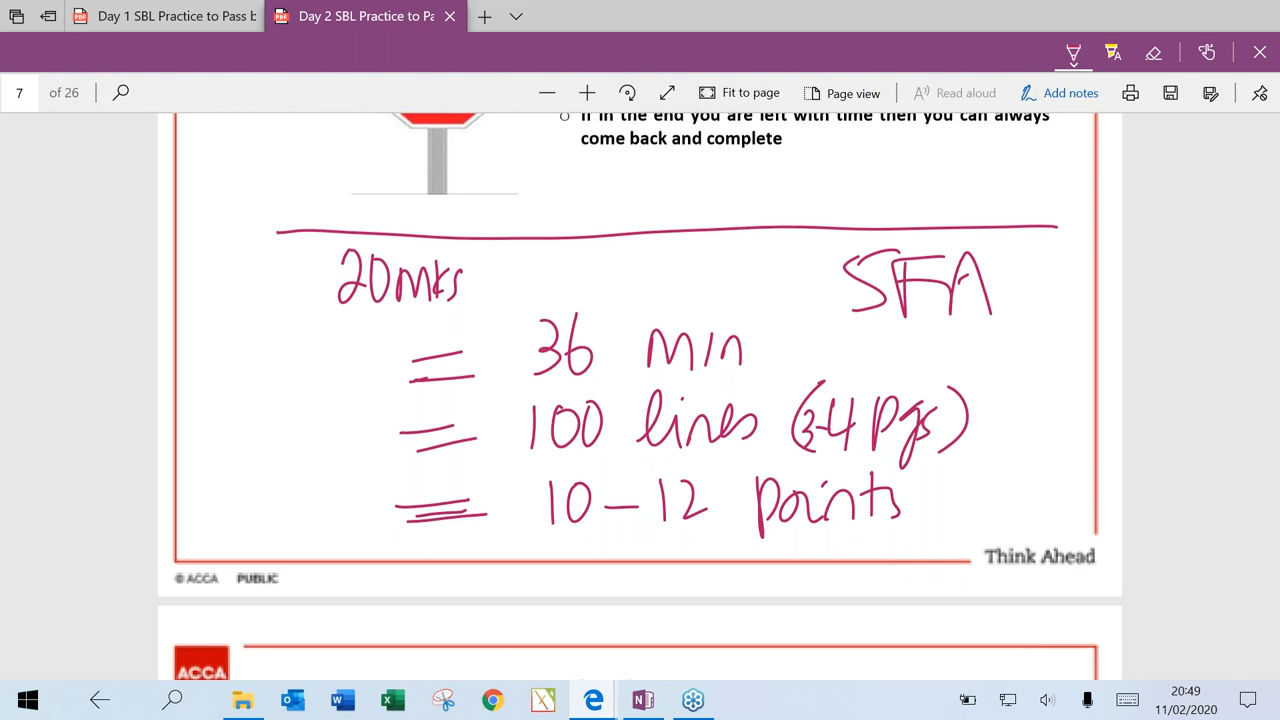 Day 1 SBL Practice to Pass b
Day 2 SBL Practice to Pa
7 of 26
Fit to page
Page view
Read aloud
Add notes
If in the end you are left with time then you can always
come back and complete
20mks SFA
= 36 min
= 100 lines (3-4 pgs)
= 10-12 points
Think Ahead
© ACCA PUBLIC
ACCA
20:49
11/02/2020